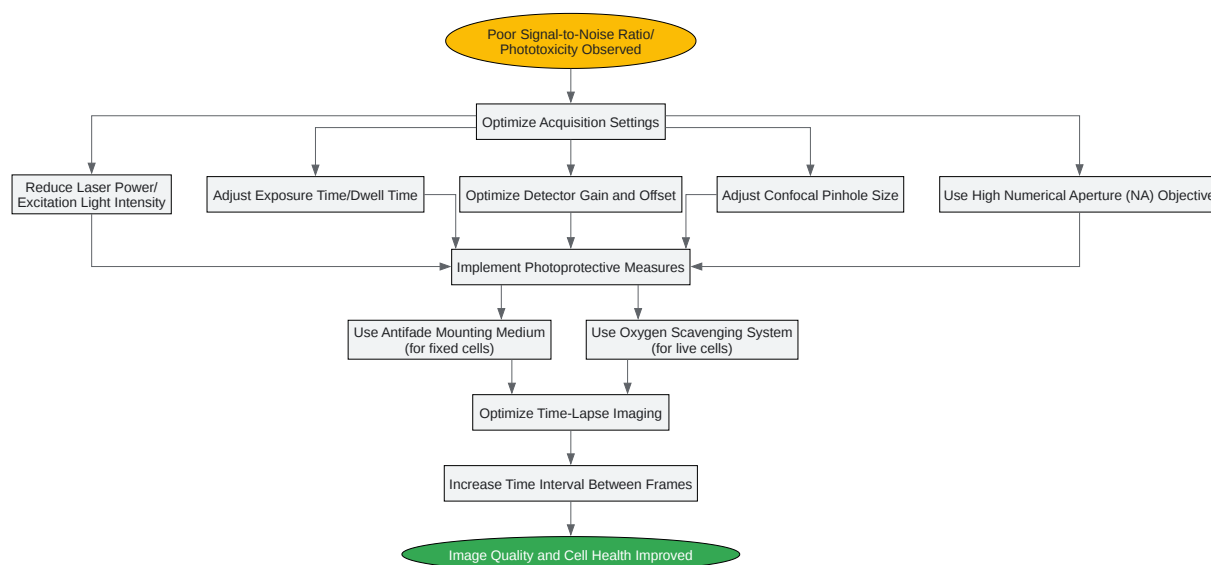 Poor Signal-to-Noise Ratio/
Phototoxicity Observed
Optimize Acquisition Settings
Reduce Laser Power/
Excitation Light Intensity
Adjust Exposure Time/Dwell Time
Optimize Detector Gain and Offset
Adjust Confocal Pinhole Size
Use High Numerical Aperture (NA) Objective
Implement Photoprotective Measures
Use Antifade Mounting Medium
(for fixed cells)
Use Oxygen Scavenging System
(for live cells)
Optimize Time-Lapse Imaging
Increase Time Interval Between Frames
Image Quality and Cell Health Improved